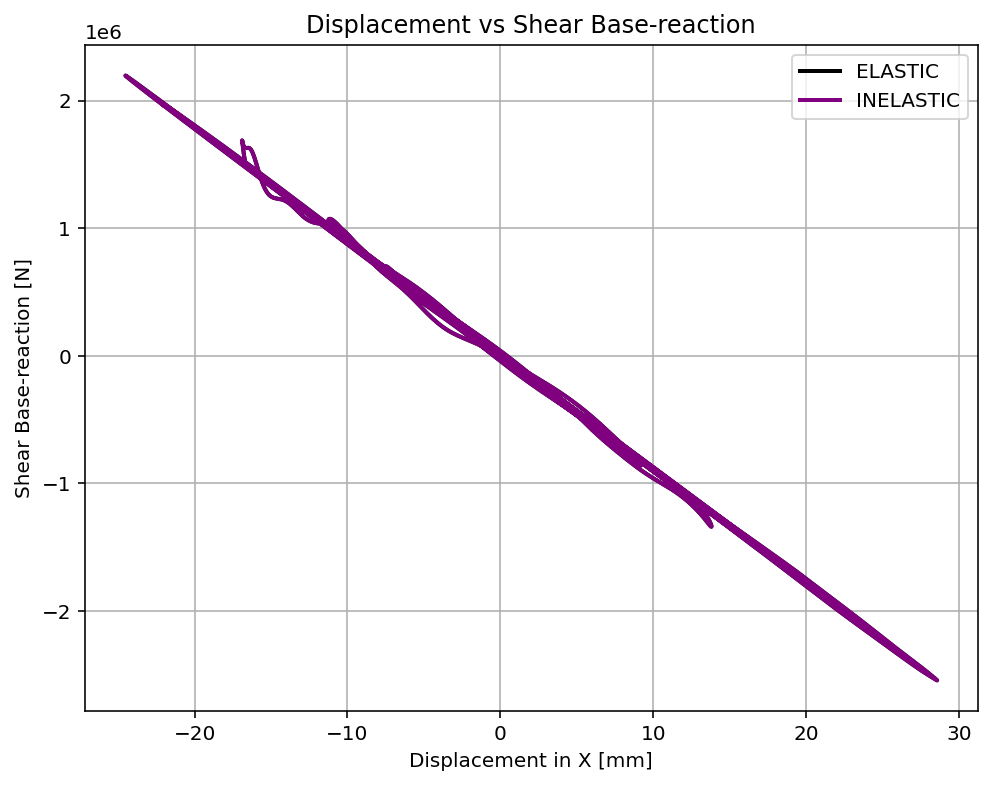 Displacement vs Shear Base-reaction
1e6
ELASTIC
INELASTIC
2
1
0
−1
−2
Shear Base-reaction [N]
−20
−10
0
10
20
30
Displacement in X [mm]